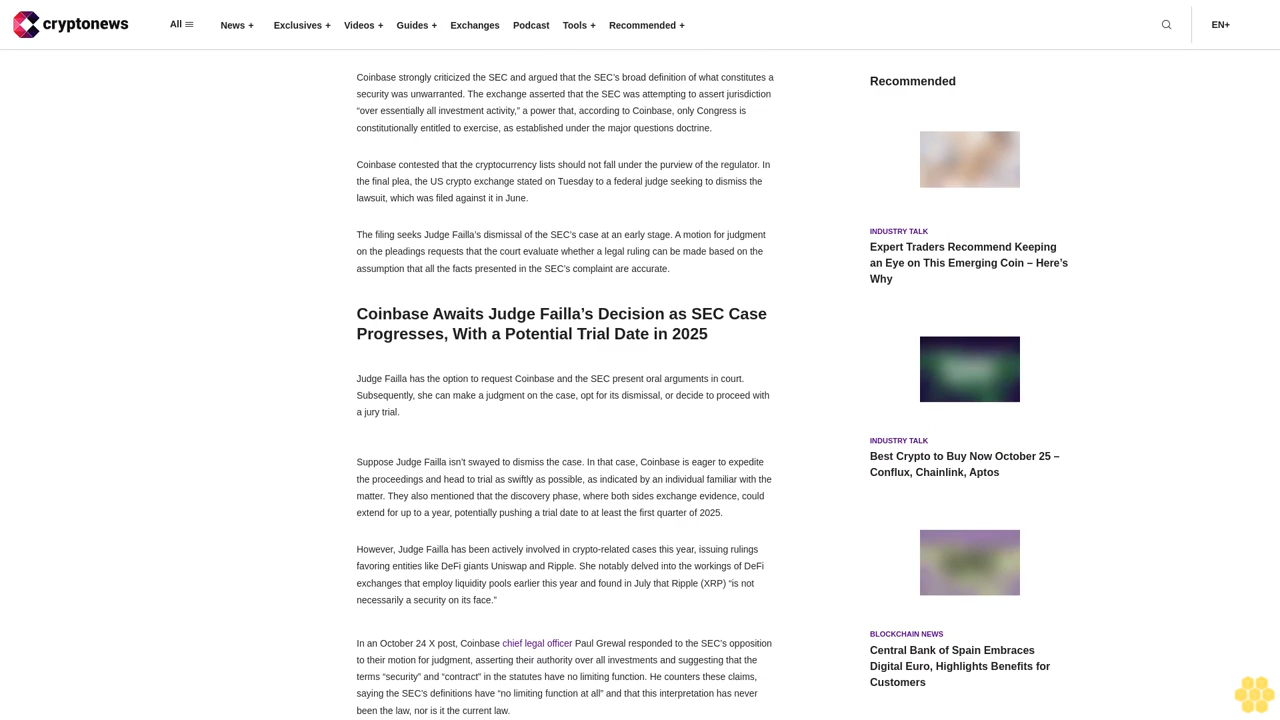 cryptonews
All
News +
Exclusives +
Videos +
Guides +
Exchanges
Podcast
Tools +
Recommended +
EN+
Coinbase strongly criticized the SEC and argued that the SEC’s broad definition of what constitutes a
security was unwarranted. The exchange asserted that the SEC was attempting to assert jurisdiction
“over essentially all investment activity,” a power that, according to Coinbase, only Congress is
constitutionally entitled to exercise, as established under the major questions doctrine.
Coinbase contested that the cryptocurrency lists should not fall under the purview of the regulator. In
the final plea, the US crypto exchange stated on Tuesday to a federal judge seeking to dismiss the
lawsuit, which was filed against it in June.
The filing seeks Judge Failla’s dismissal of the SEC’s case at an early stage. A motion for judgment
on the pleadings requests that the court evaluate whether a legal ruling can be made based on the
assumption that all the facts presented in the SEC’s complaint are accurate.
Coinbase Awaits Judge Failla’s Decision as SEC Case
Progresses, With a Potential Trial Date in 2025
Judge Failla has the option to request Coinbase and the SEC present oral arguments in court.
Subsequently, she can make a judgment on the case, opt for its dismissal, or decide to proceed with
a jury trial.
Suppose Judge Failla isn’t swayed to dismiss the case. In that case, Coinbase is eager to expedite
the proceedings and head to trial as swiftly as possible, as indicated by an individual familiar with the
matter. They also mentioned that the discovery phase, where both sides exchange evidence, could
extend for up to a year, potentially pushing a trial date to at least the first quarter of 2025.
However, Judge Failla has been actively involved in crypto-related cases this year, issuing rulings
favoring entities like DeFi giants Uniswap and Ripple. She notably delved into the workings of DeFi
exchanges that employ liquidity pools earlier this year and found in July that Ripple (XRP) “is not
necessarily a security on its face.”
In an October 24 X post, Coinbase chief legal officer Paul Grewal responded to the SEC’s opposition
to their motion for judgment, asserting their authority over all investments and suggesting that the
terms “security” and “contract” in the statutes have no limiting function. He counters these claims,
saying the SEC’s definitions have “no limiting function at all” and that this interpretation has never
been the law, nor is it the current law.
Recommended
INDUSTRY TALK
Expert Traders Recommend Keeping
an Eye on This Emerging Coin – Here’s
Why
INDUSTRY TALK
Best Crypto to Buy Now October 25 –
Conflux, Chainlink, Aptos
BLOCKCHAIN NEWS
Central Bank of Spain Embraces
Digital Euro, Highlights Benefits for
Customers